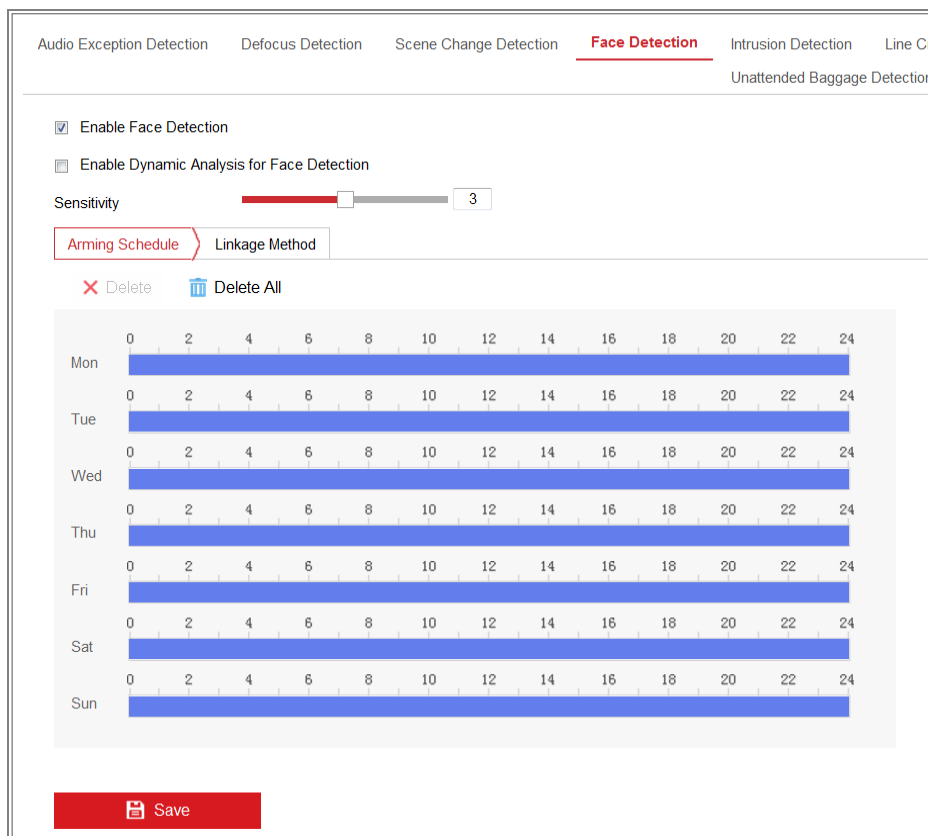 Audio Exception Detection Defocus Detection Scene Change Detection Face Detection Intrusion Detection Line C
Unattended Baggage Detection
Enable Face Detection
Enable Dynamic Analysis for Face Detection
Sensitivity 3
Arming Schedule Linkage Method
Delete Delete All
0 2 4 6 8 10 12 14 16 18 20 22 24
Mon
0 2 4 6 8 10 12 14 16 18 20 22 24
Tue
0 2 4 6 8 10 12 14 16 18 20 22 24
Wed
0 2 4 6 8 10 12 14 16 18 20 22 24
Thu
0 2 4 6 8 10 12 14 16 18 20 22 24
Fri
0 2 4 6 8 10 12 14 16 18 20 22 24
Sat
0 2 4 6 8 10 12 14 16 18 20 22 24
Sun
Save